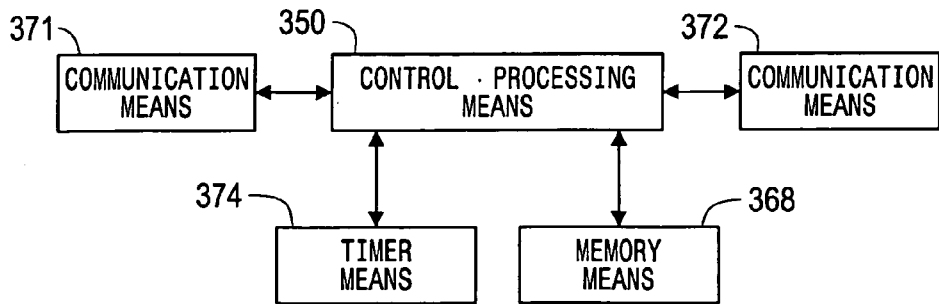 371
350
372
COMMUNICATION
MEANS
CONTROL · PROCESSING
MEANS
COMMUNICATION
MEANS
374
368
TIMER
MEANS
MEMORY
MEANS